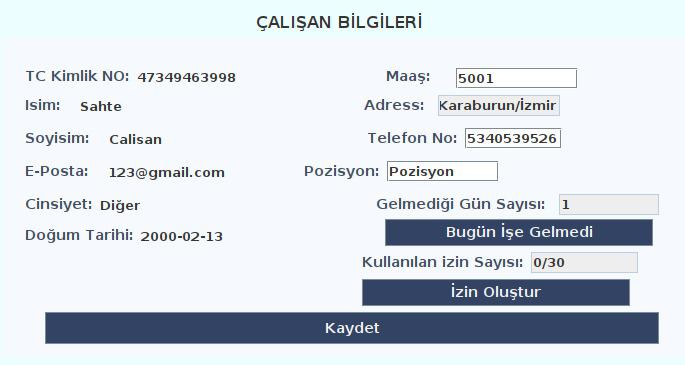 ÇALIŞAN BİLGİLERİ
TC Kimlik NO: 47349463998
Maaş: 5001
Isim: Sahte
Adress: Karaburun/İzmir
Soyisim: Calisan
Telefon No: 5340539526
E-Posta: 123@gmail.com
Pozisyon: Pozisyon
Cinsiyet: Diğer
Gelmediği Gün Sayısı: 1
Doğum Tarihi: 2000-02-13
Bugün İşe Gelmedi
Kullanılan izin Sayısı: 0/30
İzin Oluştur
Kaydet